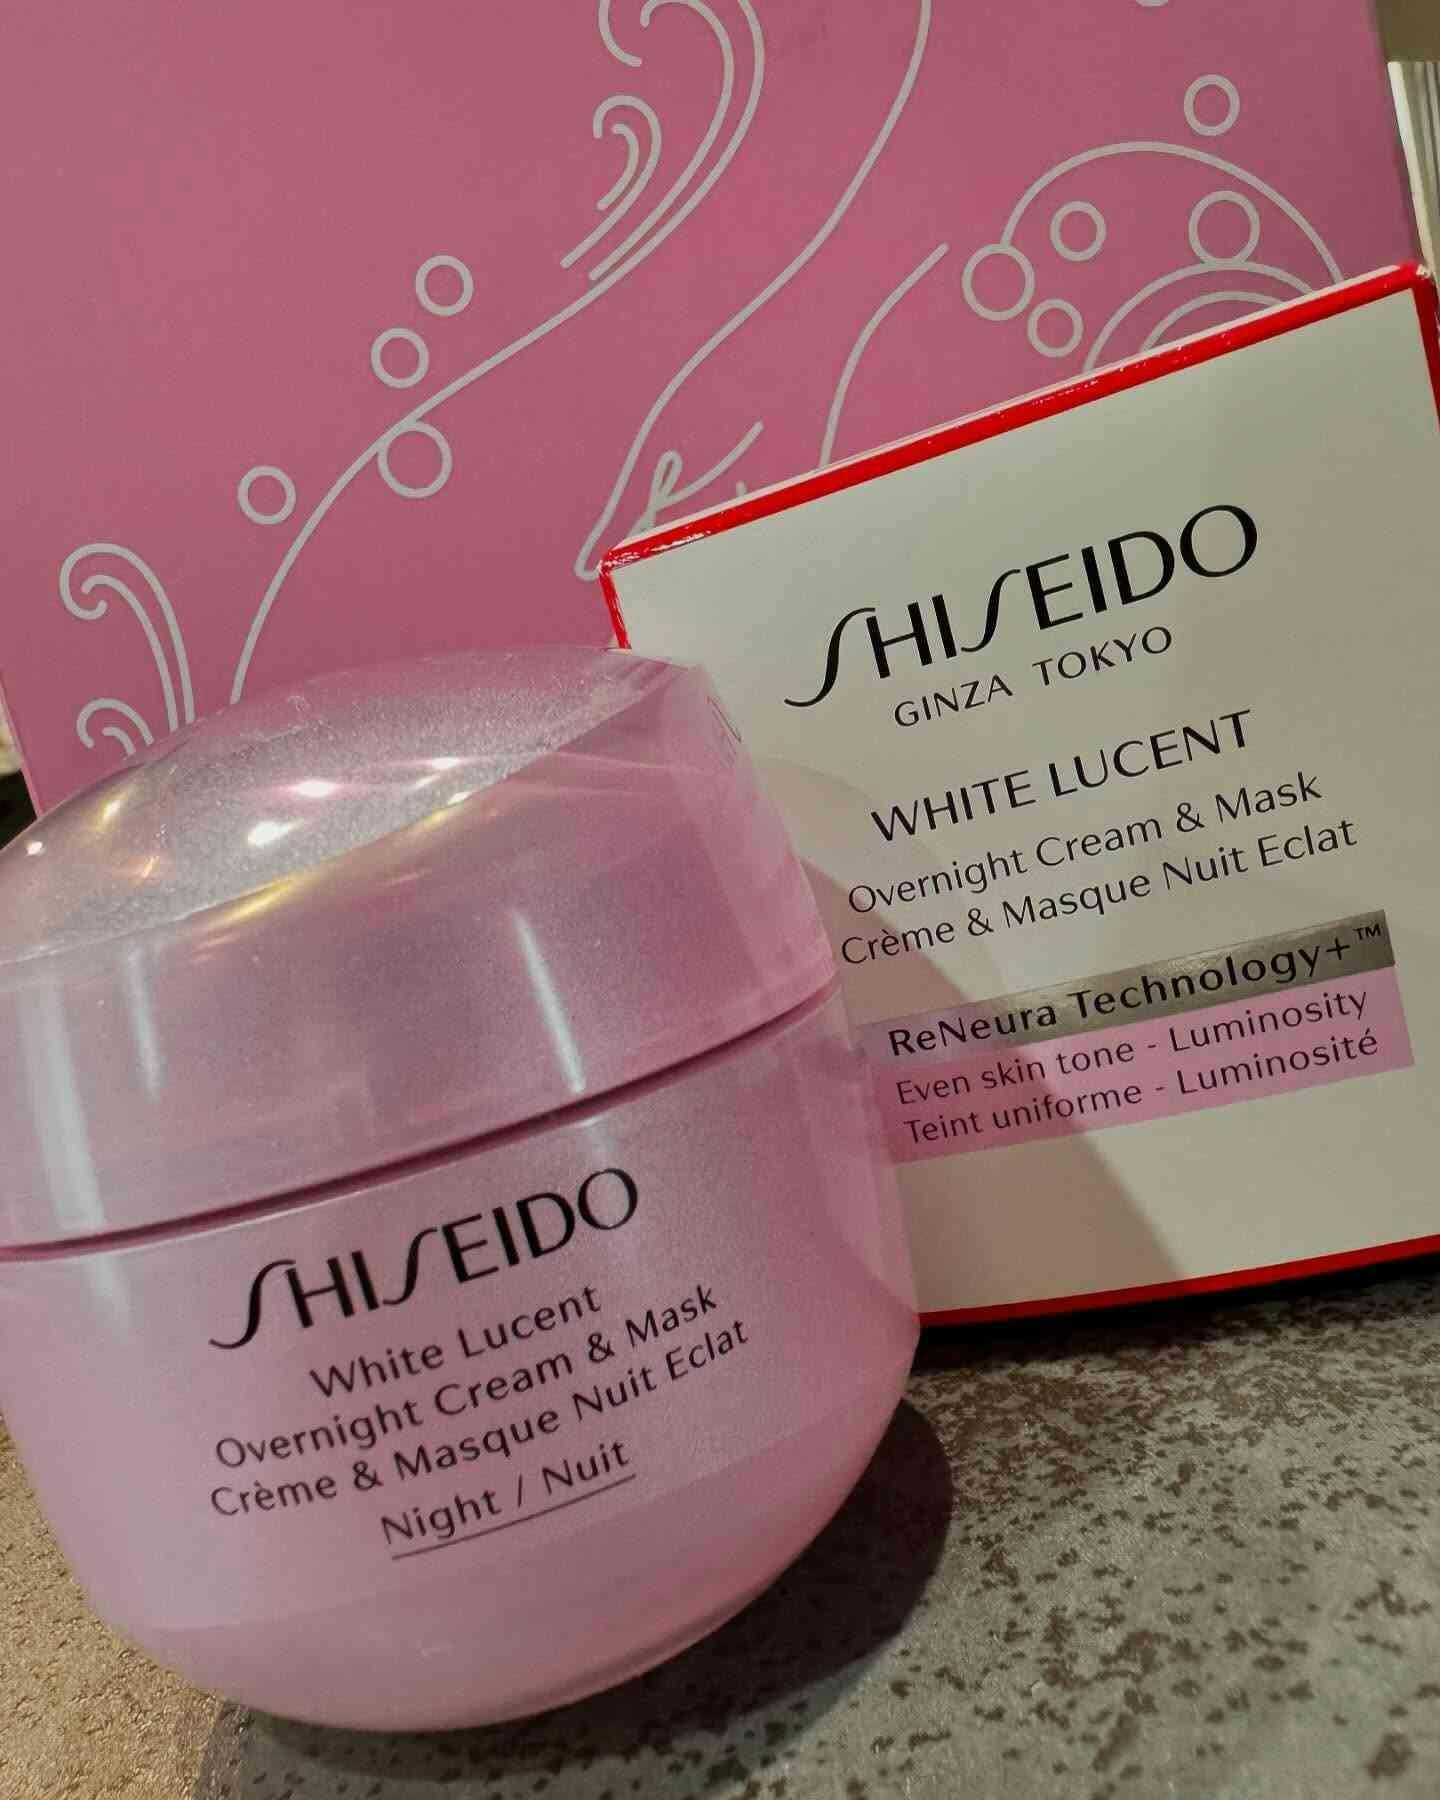 SHISEIDO
GINZA TOKYO
WHITE LUCENT
Overnight Cream & Mask
Crème & Masque Nuit Eclat
ReNeura Technology+™
Even skin tone - Luminosity
Teint uniforme - Luminosité
SHISEIDO
White Lucent
Overnight Cream & Mask
Crème & Masque Nuit Eclat
Night / Nuit